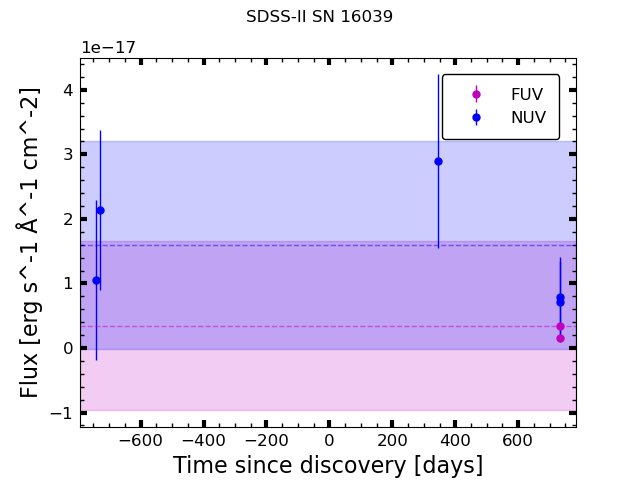 SDSS-II SN 16039
1e−17
FUV
NUV
4
3
2
1
0
−1
−600 −400 −200 0 200 400 600
Flux [erg s^-1 Å^-1 cm^-2]
Time since discovery [days]